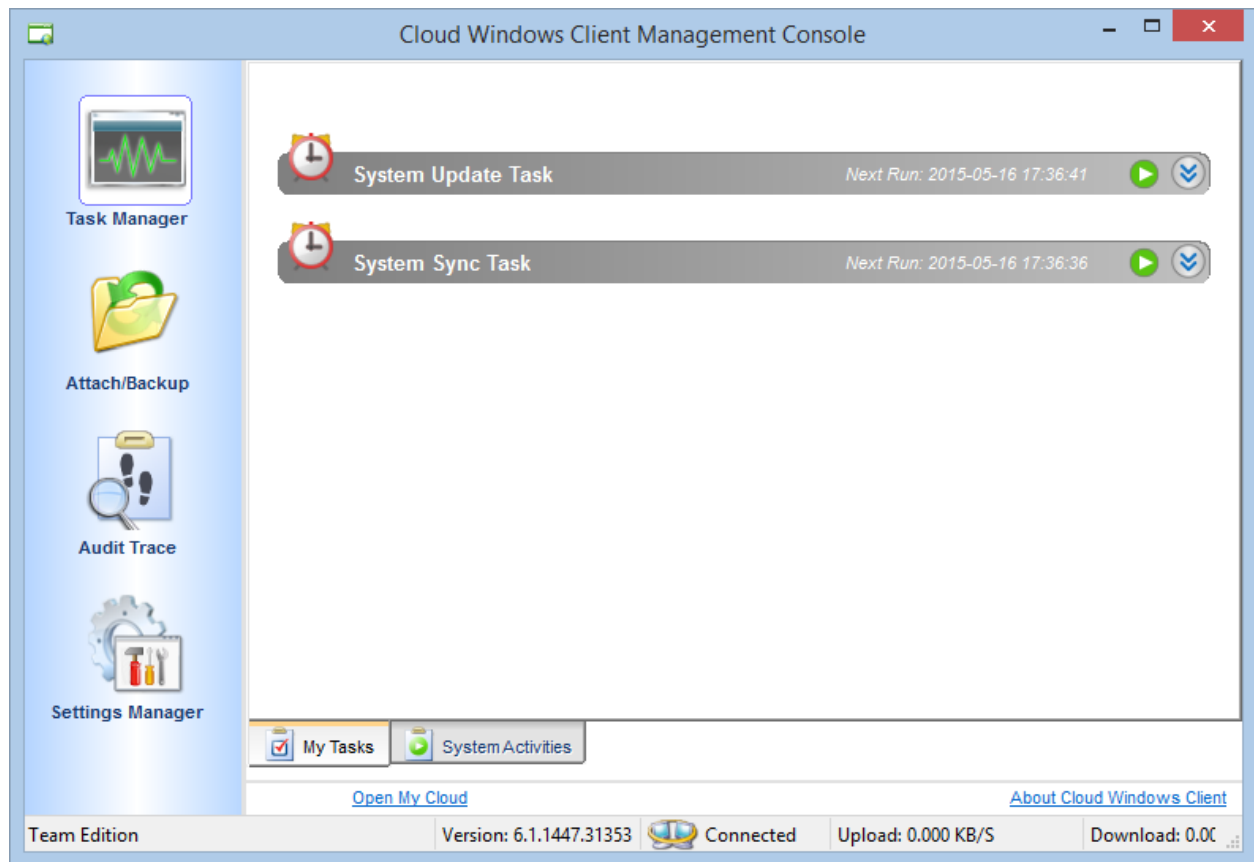 Cloud Windows Client Management Console
Task Manager
Attach/Backup
Audit Trace
Settings Manager
System Update Task Next Run: 2015-05-16 17:36:41
System Sync Task Next Run: 2015-05-16 17:36:36
My Tasks System Activities
Open My Cloud About Cloud Windows Client
Team Edition Version: 6.1.1447.31353 Connected Upload: 0.000 KB/S Download: 0.00